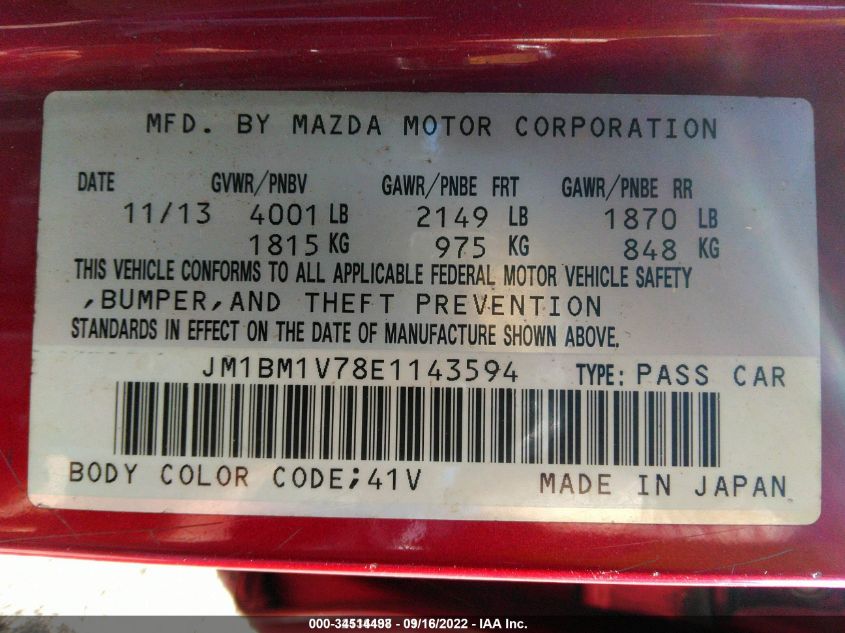 MFD. BY MAZDA MOTOR CORPORATION
DATE GVWR/PNBV GAWR/PNBE FRT GAWR/PNBE RR
11/13 4001 LB 2149 LB 1870 LB
1815 KG 975 KG 848 KG
THIS VEHICLE CONFORMS TO ALL APPLICABLE FEDERAL MOTOR VEHICLE SAFETY
,BUMPER,AND THEFT PREVENTION
STANDARDS IN EFFECT ON THE DATE OF MANUFACTURE SHOWN ABOVE.
JM1BM1V78E1143594 TYPE: PASS CAR
BODY COLOR CODE;41V MADE IN JAPAN
09/16/2022 - IAA Inc.